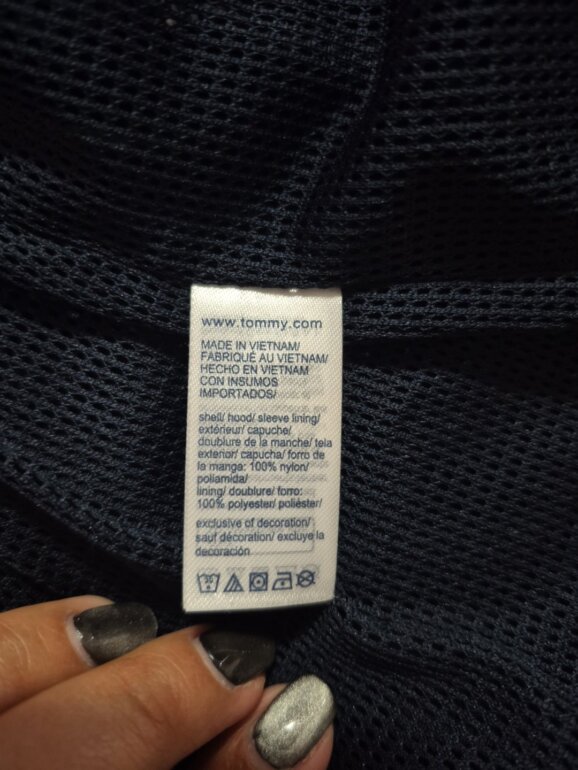 www.tommy.com
MADE IN VIETNAM/
FABRIQUÉ AU VIETNAM/
HECHO EN VIETNAM
CON INSUMOS
IMPORTADOS/
shell/ hood/ sleeve lining/
extérieur/ capuche/
doublure de la manche/ tela
exterior/ capucha/ forro de
la manga: 100% nylon/
poliamida/
lining/ doublure/ forro:
100% polyester/ poliéster/
exclusive of decoration/
sauf décoration/ excluye la
decoración